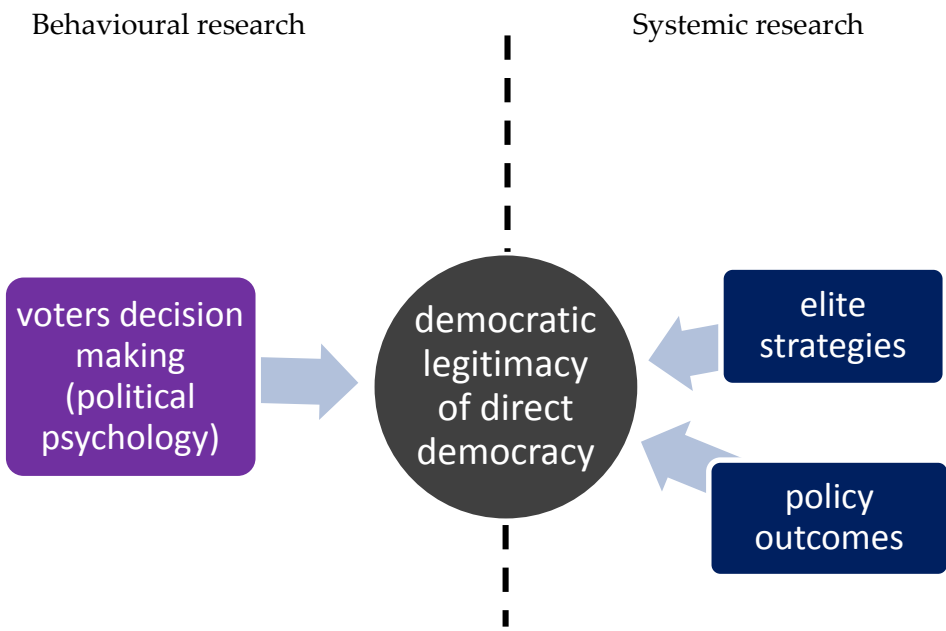 Behavioural research
Systemic research
voters decision
making
(political
psychology)
democratic
legitimacy
of direct
democracy
elite
strategies
policy
outcomes